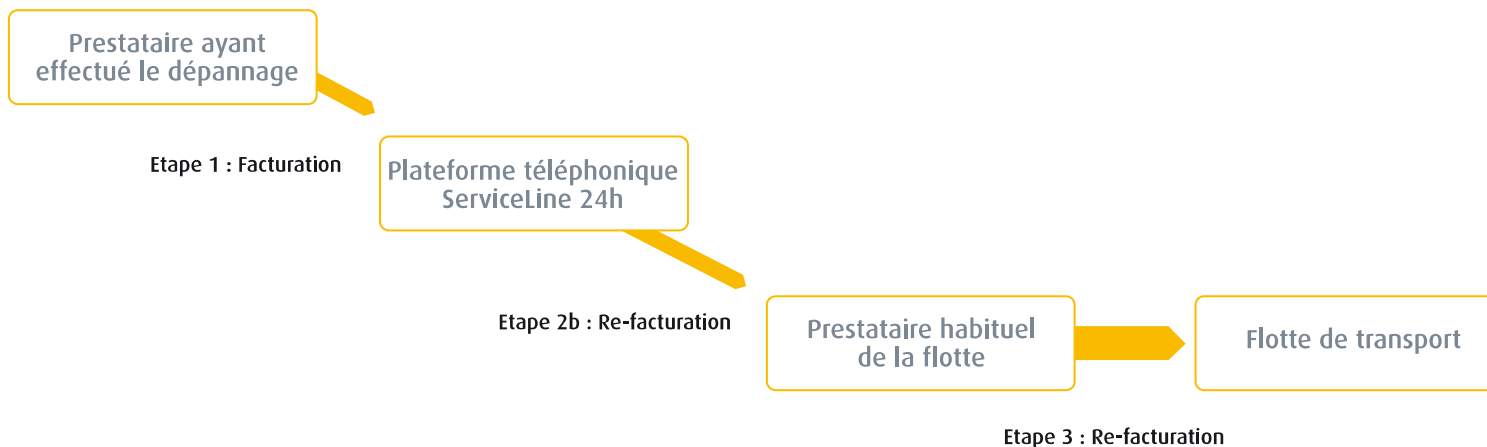 Prestataire ayant
effectué le dépannage
Etape 1 : Facturation
Plateforme téléphonique
ServiceLine 24h
Etape 2b : Re-facturation
Prestataire habituel
de la flotte
Flotte de transport
Etape 3 : Re-facturation